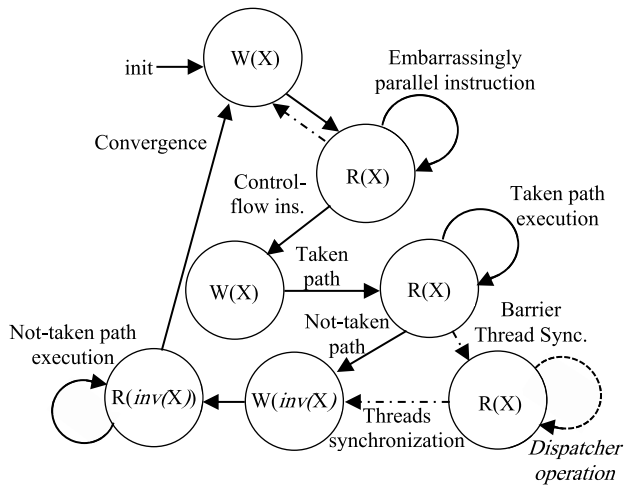 Embarrassingly
parallel instruction
W(X)
init
Convergence
R(X)
Control-
flow ins.
Taken path
execution
Taken
path
W(X)
R(X)
Barrier
Thread Sync.
Not-taken
path
Not-taken path
execution
R(inv(X))
W(inv(X)
R(X)
Threads
synchronization
Dispatcher
operation